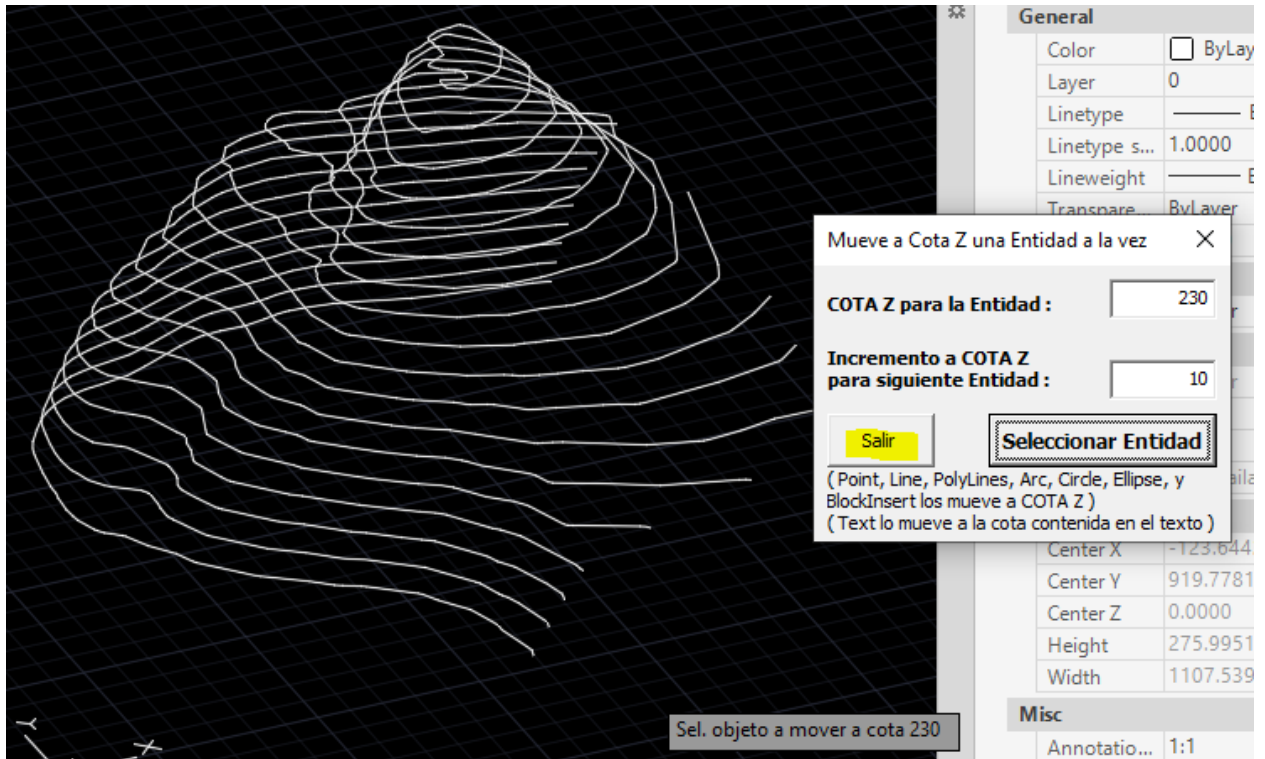 General
Color ByLay
Layer 0
Linetype
Linetype s... 1.0000
Lineweight
Transpare... ByLayer
Mueve a Cota Z una Entidad a la vez
COTA Z para la Entidad : 230
Incremento a COTA Z
para siguiente Entidad : 10
Salir Seleccionar Entidad
( Point, Line, PolyLines, Arc, Circle, Ellipse, y
BlockInsert los mueve a COTA Z )
( Text lo mueve a la cota contenida en el texto )
Center X -123.644
Center Y 919.7781
Center Z 0.0000
Height 275.9951
Width 1107.539
Misc
Sel. objeto a mover a cota 230
Annotatio... 1:1
Y
X